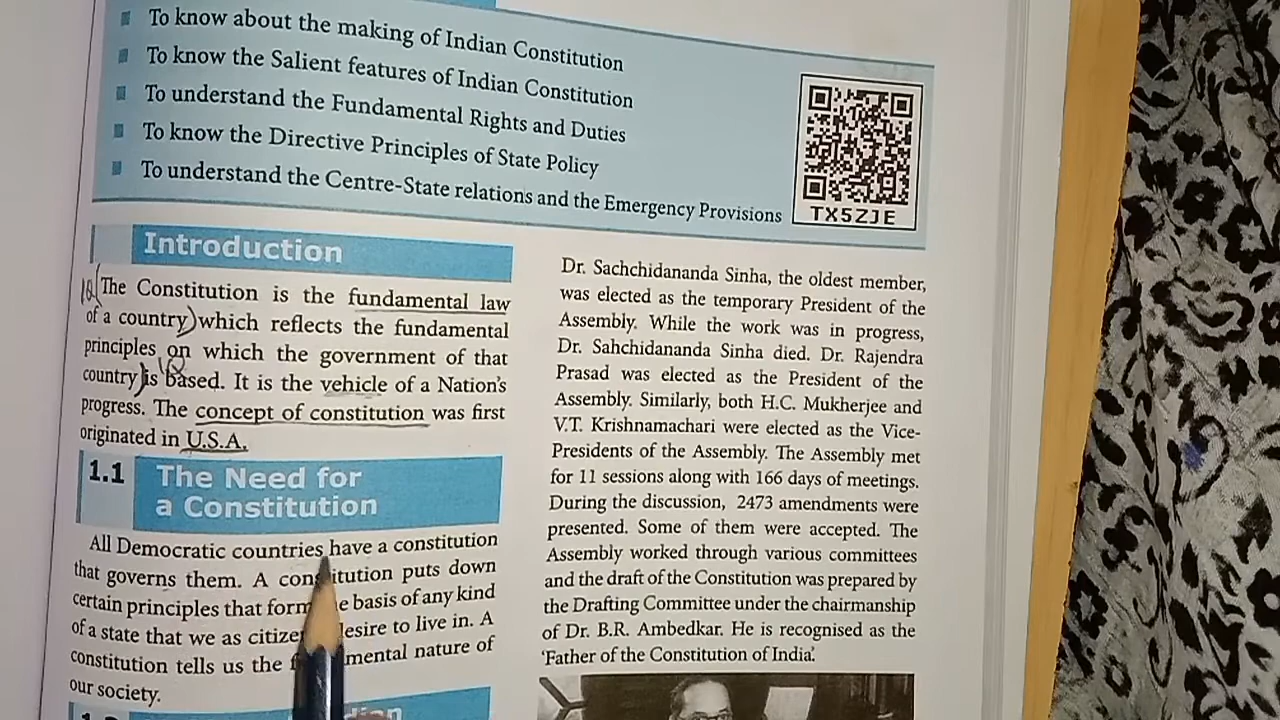 To know about the making of Indian Constitution
To know the Salient features of Indian Constitution
To understand the Fundamental Rights and Duties
To know the Directive Principles of State Policy
To understand the Centre-State relations and the Emergency Provisions
TX5ZJE
Introduction
The Constitution is the fundamental law
of a country which reflects the fundamental
principles on which the government of that
country is based. It is the vehicle of a Nation's
progress. The concept of constitution was first
originated in U.S.A.
1.1 The Need for
a Constitution
All Democratic countries have a constitution
that governs them. A constitution puts down
certain principles that form basis of any kind
of a state that we as desire to live in. A
constitution tells us the nature of
our society.
Dr. Sachchidananda Sinha, the oldest member,
was elected as the temporary President of the
Assembly. While the work was in progress,
Dr. Sahchidananda Sinha died. Dr. Rajendra
Prasad was elected as the President of the
Assembly. Similarly, both H.C. Mukherjee and
V.T. Krishnamachari were elected as the Vice-
Presidents of the Assembly. The Assembly met
for 11 sessions along with 166 days of meetings.
During the discussion, 2473 amendments were
presented. Some of them were accepted. The
Assembly worked through various committees
and the draft of the Constitution was prepared by
the Drafting Committee under the chairmanship
of Dr. B.R. Ambedkar. He is recognised as the
'Father of the Constitution of India'.